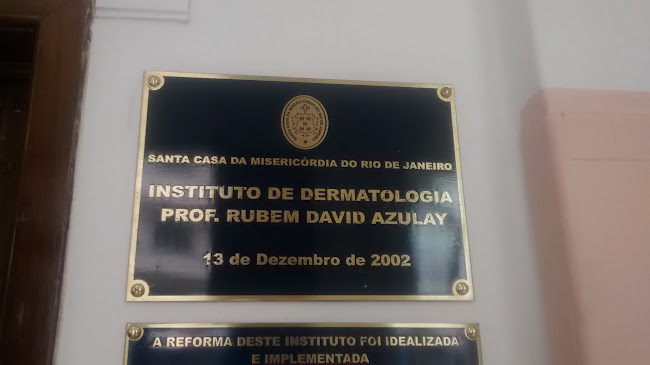 SANTA CASA DA MISERICÓRDIA DO RIO DE JANEIRO
INSTITUTO DE DERMATOLOGIA
PROF. RUBEM DAVID AZULAY
13 de Dezembro de 2002
A REFORMA DESTE INSTITUTO FOI IDEALIZADA
E IMPLEMENTADA